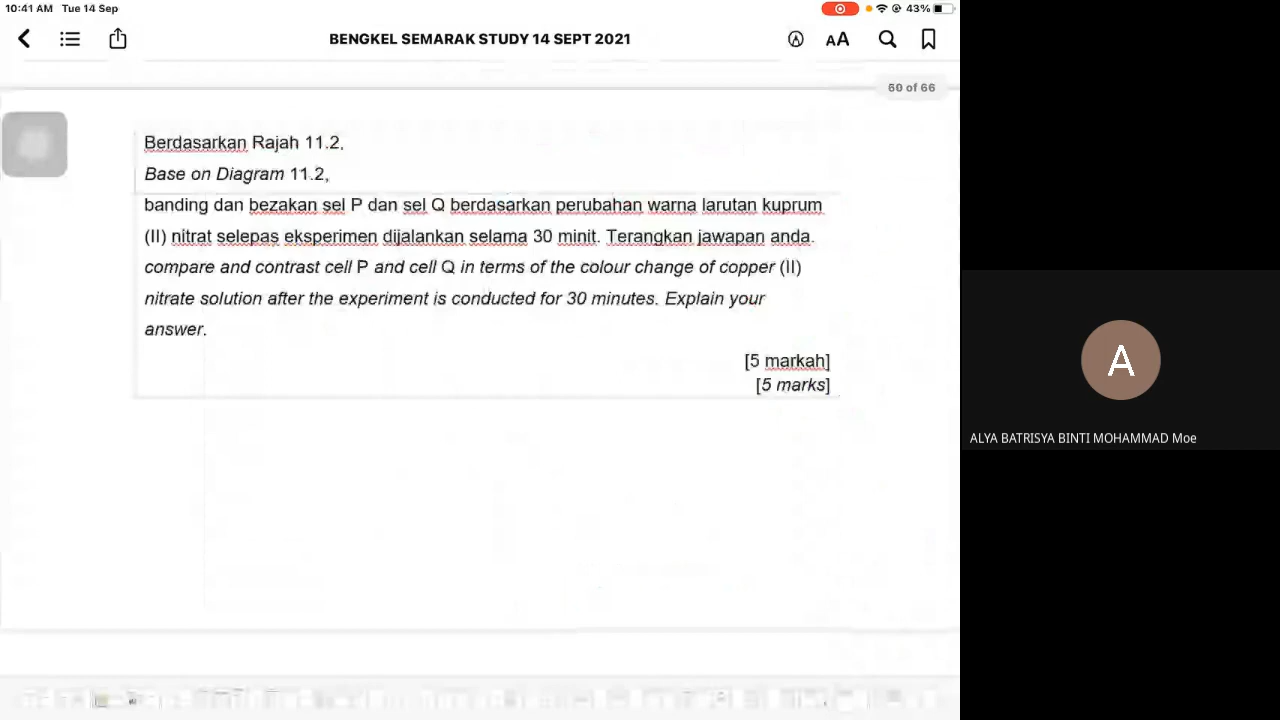 10:41 AM Tue 14 Sep
43%
AA
BENGKEL SEMARAK STUDY 14 SEPT 2021
60 of 66
Berdasarkan Rajah 11.2,
Base on Diagram 11.2,
banding dan bezakan sel P dan sel Q berdasarkan perubahan warna larutan kuprum
(II) nitrat selepas eksperimen dijalankan selama 30 minit. Terangkan jawapan anda.
compare and contrast cell P and cell Q in terms of the colour change of copper (II)
nitrate solution after the experiment is conducted for 30 minutes. Explain your
answer.
[5 markah]
[5 marks]
A
ALYA BATRISYA BINTI MOHAMMAD Moe